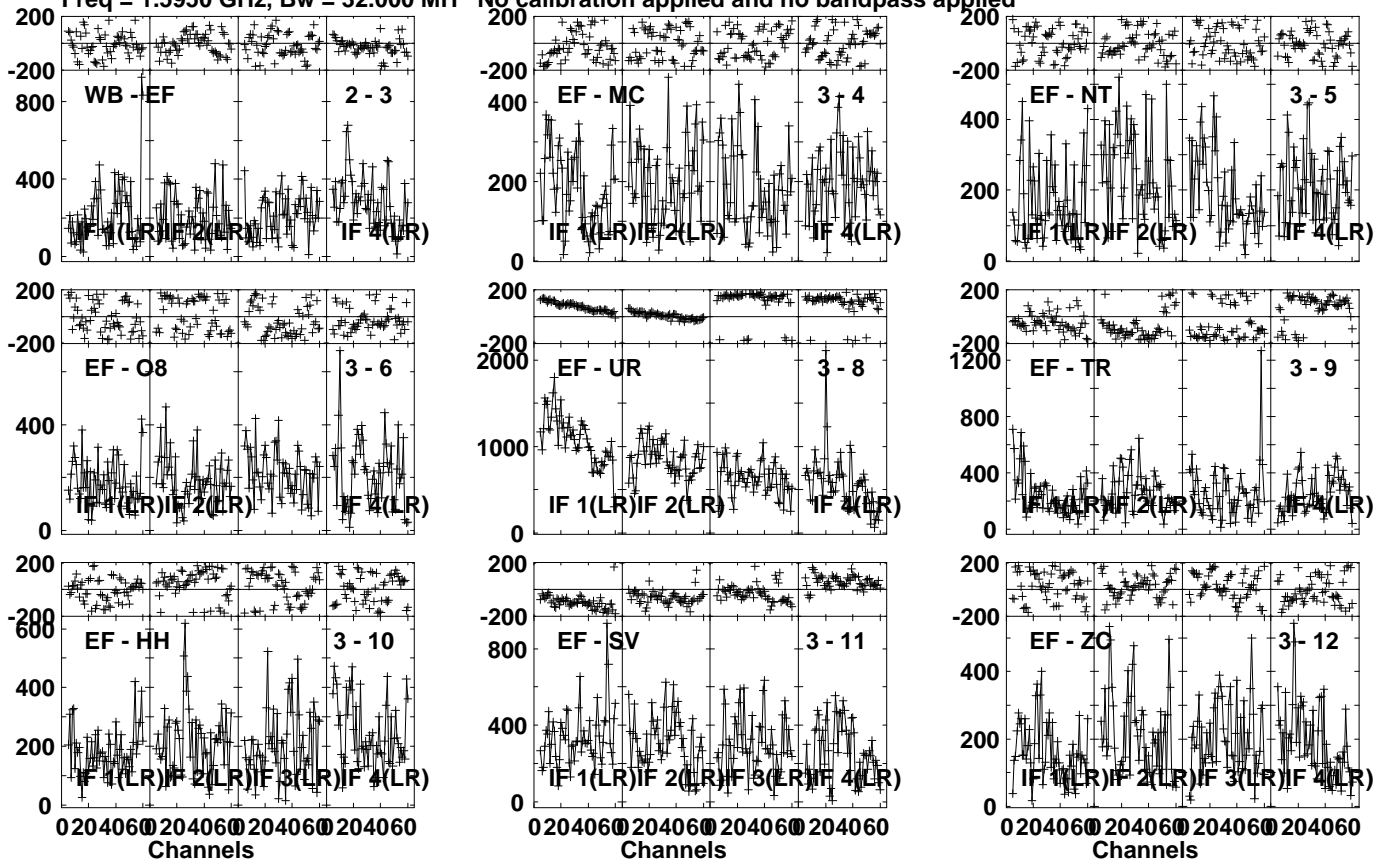 Freq = 1.5950 GHz, Bw = 32.000 MH No calibration applied and no bandpass applied
200
-200
800
400
0
WB - EF 2 - 3
IF 1(LR) IF 2(LR) IF 4(LR)
200
-200
400
200
0
EF - MC 3 - 4
IF 1(LR) IF 2(LR) IF 4(LR)
200
-200
400
200
0
EF - NT 3 - 5
IF 1(LR) IF 2(LR) IF 4(LR)
200
-200
400
0
EF - O8 3 - 6
IF 1(LR) IF 2(LR) IF 4(LR)
200
-200
2000
1000
0
EF - UR 3 - 8
IF 1(LR) IF 2(LR) IF 4(LR)
200
-200
1200
800
400
0
EF - TR 3 - 9
IF 1(LR) IF 2(LR) IF 4(LR)
200
-200
600
400
200
0
EF - HH 3 - 10
IF 1(LR) IF 2(LR) IF 3(LR) IF 4(LR)
0 20 40 60 0 20 40 60 0 20 40 60 0 20 40 60
Channels
200
-200
800
400
0
EF - SV 3 - 11
IF 1(LR) IF 2(LR) IF 3(LR) IF 4(LR)
0 20 40 60 0 20 40 60 0 20 40 60 0 20 40 60
Channels
200
-200
400
200
0
EF - ZC 3 - 12
IF 1(LR) IF 2(LR) IF 3(LR) IF 4(LR)
0 20 40 60 0 20 40 60 0 20 40 60 0 20 40 60
Channels